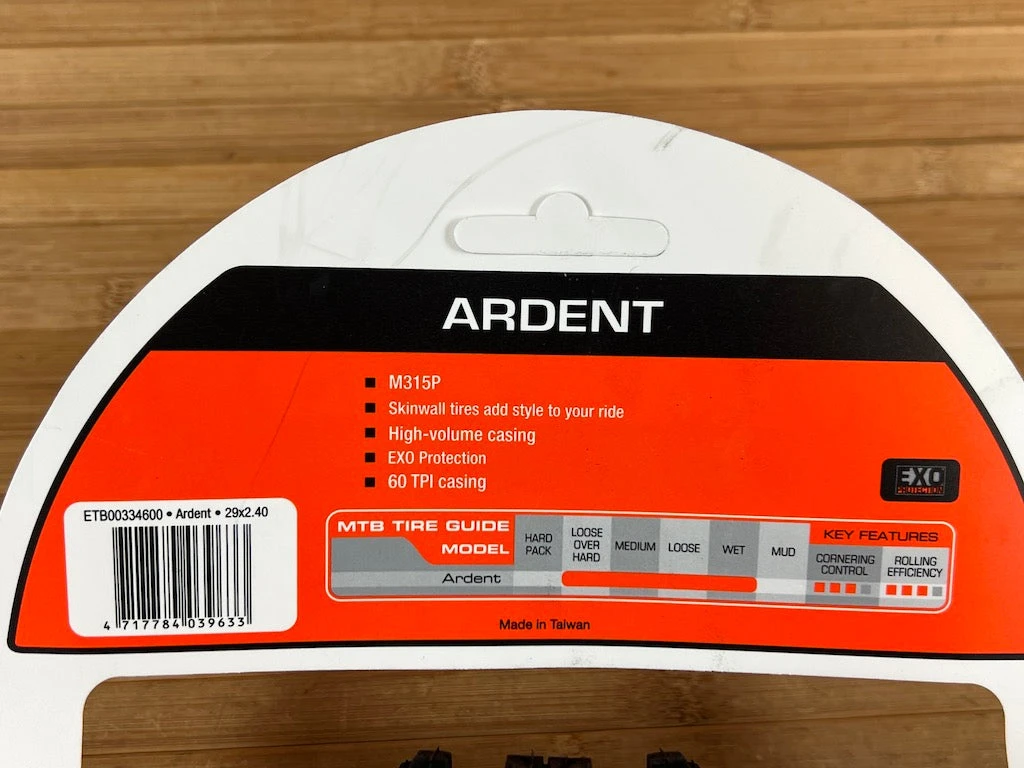 ARDENT
M315P
Skinwall tires add style to your ride
High-volume casing
EXO Protection
60 TPI casing
EXO
PROTECTION
ETB00334600 • Ardent • 29x2.40
4 717784 039633
MTB TIRE GUIDE
MODEL
HARD PACK
LOOSE OVER HARD
MEDIUM
LOOSE
WET
MUD
KEY FEATURES
CORNERING CONTROL
ROLLING EFFICIENCY
Ardent
Made in Taiwan